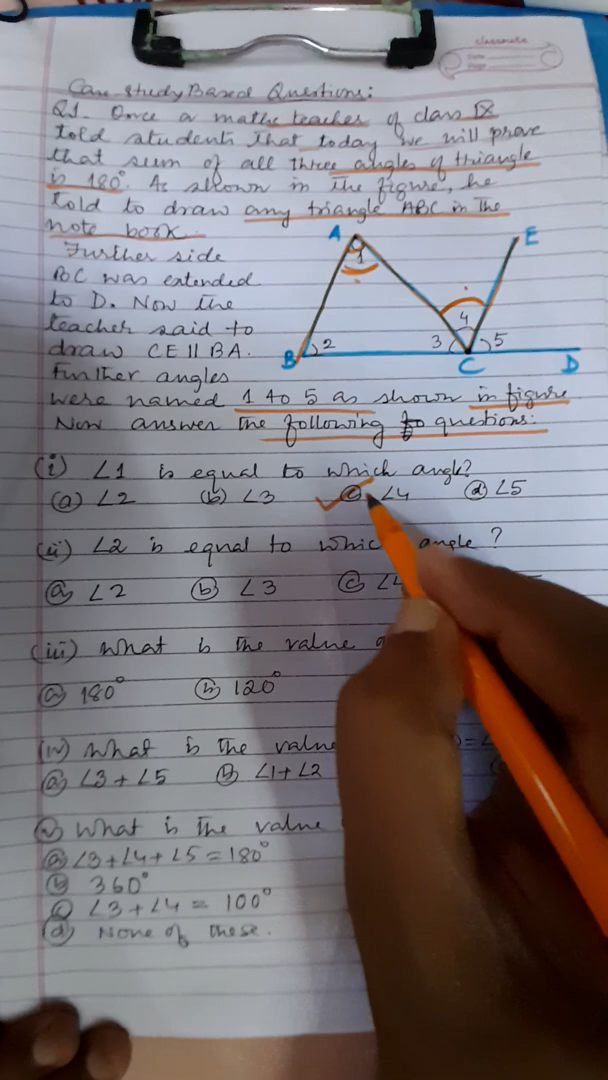 classmate
Date
Page
Case study Based Questions:
Q1. Once a maths teacher of class IX
told students that today we will prove
that sum of all three angles of triangle
is 180°. As shown in the figure, he
told to draw any triangle ABC in the
note book.
Further side
BC was extended
to D. Now the
teacher said to
draw CE || BA.
Further angles
were named 1 to 5 as shown in figure
Now answer the following questions:
A
E
1
4
B
2
3
5
C
D
(i) ∠1 is equal to which angle?
(a) ∠2 (b) ∠3 (c) ∠4 (d) ∠5
(ii) ∠2 is equal to which angle ?
(a) ∠2 (b) ∠3 (c) ∠4
(iii) What is the value
(a) 180° (b) 120°
(iv) What is the value
(a) ∠3 + ∠5 (b) ∠1 + ∠2
(v) What is the value
(a) ∠3 + ∠4 + ∠5 = 180°
(b) 360°
(c) ∠3 + ∠4 = 100°
(d) None of these.